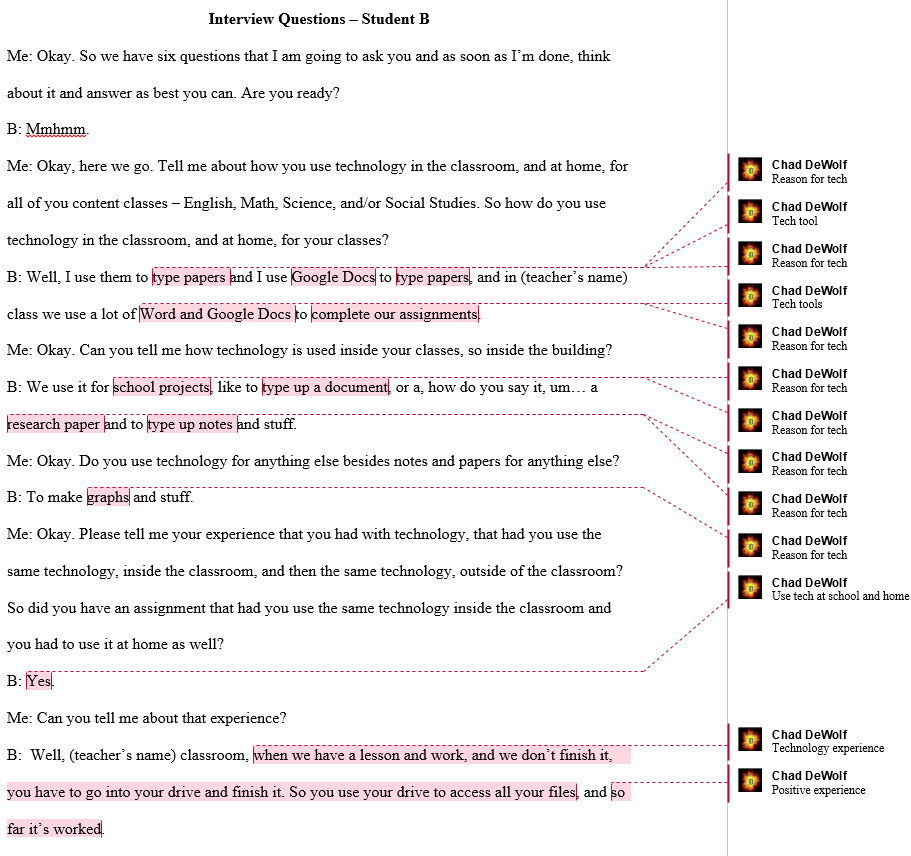 Interview Questions – Student B
Me: Okay. So we have six questions that I am going to ask you and as soon as I’m done, think
about it and answer as best you can. Are you ready?
B: Mmhmm.
Me: Okay, here we go. Tell me about how you use technology in the classroom, and at home, for
all of you content classes – English, Math, Science, and/or Social Studies. So how do you use
technology in the classroom, and at home, for your classes?
B: Well, I use them to type papers and I use Google Docs to type papers, and in (teacher’s name)
class we use a lot of Word and Google Docs to complete our assignments.
Me: Okay. Can you tell me how technology is used inside your classes, so inside the building?
B: We use it for school projects, like to type up a document, or a, how do you say it, um… a
research paper and to type up notes and stuff.
Me: Okay. Do you use technology for anything else besides notes and papers for anything else?
B: To make graphs and stuff.
Me: Okay. Please tell me your experience that you had with technology, that had you use the
same technology, inside the classroom, and then the same technology, outside of the classroom?
So did you have an assignment that had you use the same technology inside the classroom and
you had to use it at home as well?
B: Yes.
Me: Can you tell me about that experience?
B:  Well, (teacher’s name) classroom, when we have a lesson and work, and we don’t finish it,
you have to go into your drive and finish it. So you use your drive to access all your files, and so
far it’s worked.
Chad DeWolf
Reason for tech
Chad DeWolf
Tech tool
Chad DeWolf
Reason for tech
Chad DeWolf
Tech tools
Chad DeWolf
Reason for tech
Chad DeWolf
Reason for tech
Chad DeWolf
Reason for tech
Chad DeWolf
Reason for tech
Chad DeWolf
Reason for tech
Chad DeWolf
Reason for tech
Chad DeWolf
Use tech at school and home
Chad DeWolf
Technology experience
Chad DeWolf
Positive experience